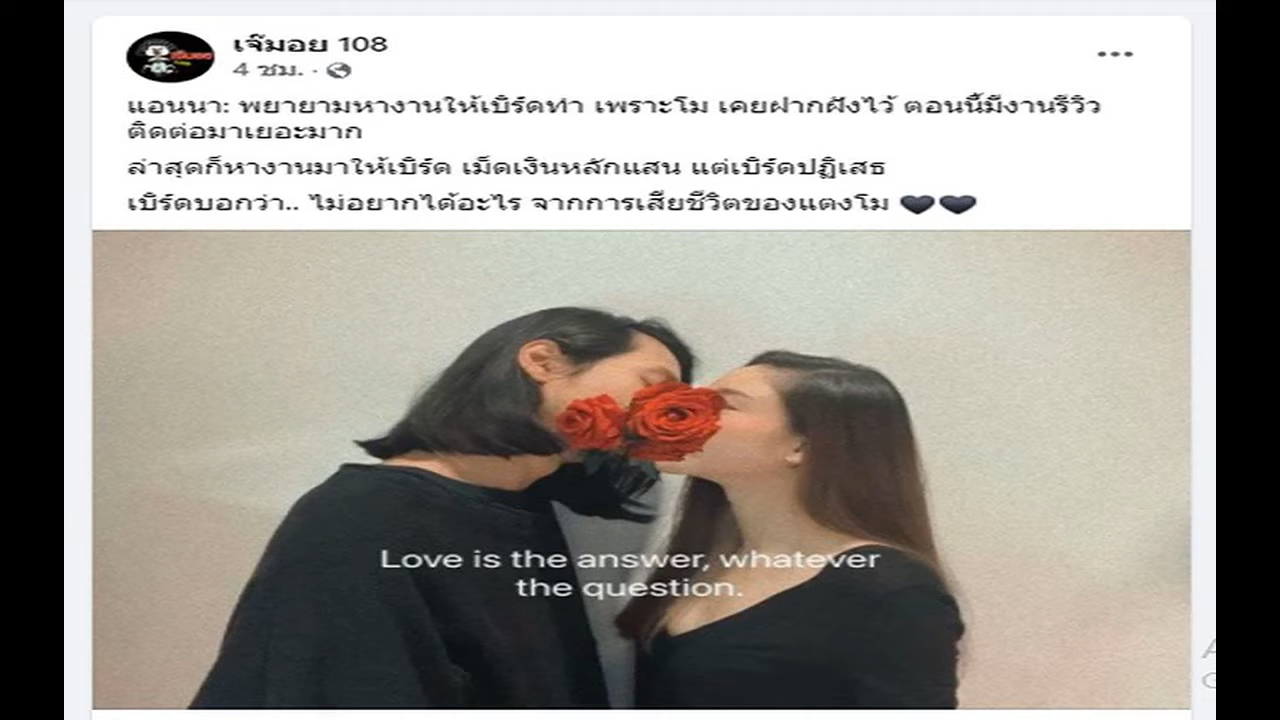 เจ๊มอย 108
4 ชม. ·
แอนนา: พยายามหางานให้เบิร์ดทำ เพราะโม เคยฝากฝังไว้ ตอนนี้มีงานรีวิว
ติดต่อมาเยอะมาก
ล่าสุดก็หางานมาให้เบิร์ด เม็ดเงินหลักแสน แต่เบิร์ดปฏิเสธ
เบิร์ดบอกว่า.. ไม่อยากได้อะไร จากการเสียชีวิตของแตงโม 🖤🖤
Love is the answer, whatever
the question.